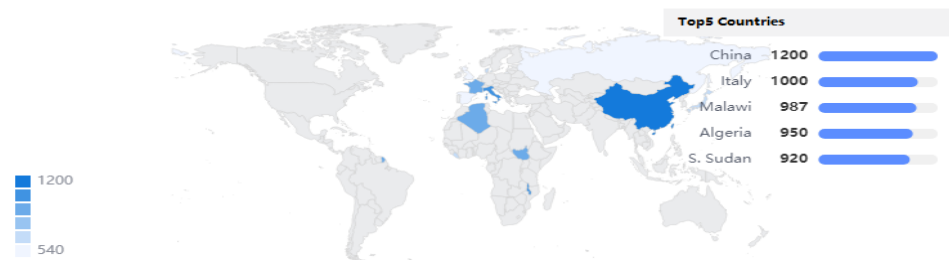 Top5 Countries
China 1200
Italy 1000
Malawi 987
Algeria 950
S. Sudan 920
1200
540